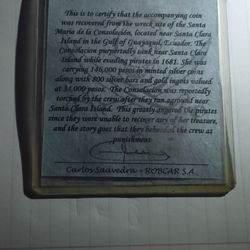 This is to certify that the accompanying coin
was recovered from the wreck site of the Santa
Maria de la Consolación, located near Santa Clara
Island in the Gulf of Guayaquil, Ecuador. The
Consolacion purportedly sank near Santa Clara
Island while evading pirates in 1681. She was
carrying 146,000 pesos in minted silver coins
along with 800 silver bars and gold ingots valued
at 34,000 pesos. The Consolacion was reportedly
torched by the crew after they ran aground near
Santa Clara Island. This greatly angered the pirates
since they were unable to recover any of her treasure,
and the story goes that they beheaded the crew as
punishment.
Carlos Saavedra - ROBCAR S.A.